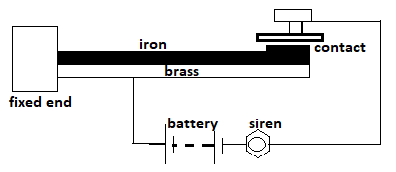 iron
contact
brass
fixed end
battery
siren